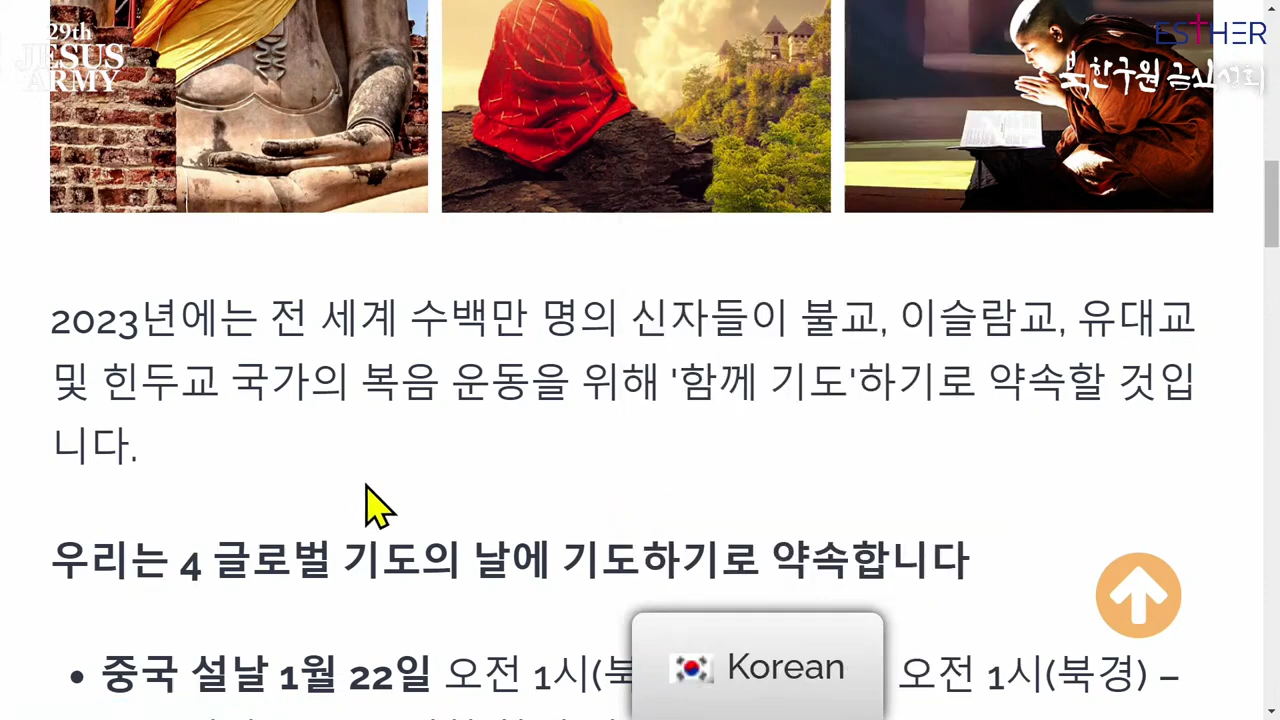 29th
JESUS
ARMY
ESTHER
북한구원 금요성회
2023년에는 전 세계 수백만 명의 신자들이 불교, 이슬람교, 유대교
및 힌두교 국가의 복음 운동을 위해 '함께 기도'하기로 약속할 것입
니다.
우리는 4 글로벌 기도의 날에 기도하기로 약속합니다
• 중국 설날 1월 22일 오전 1시(북 오전 1시(북경) –
Korean